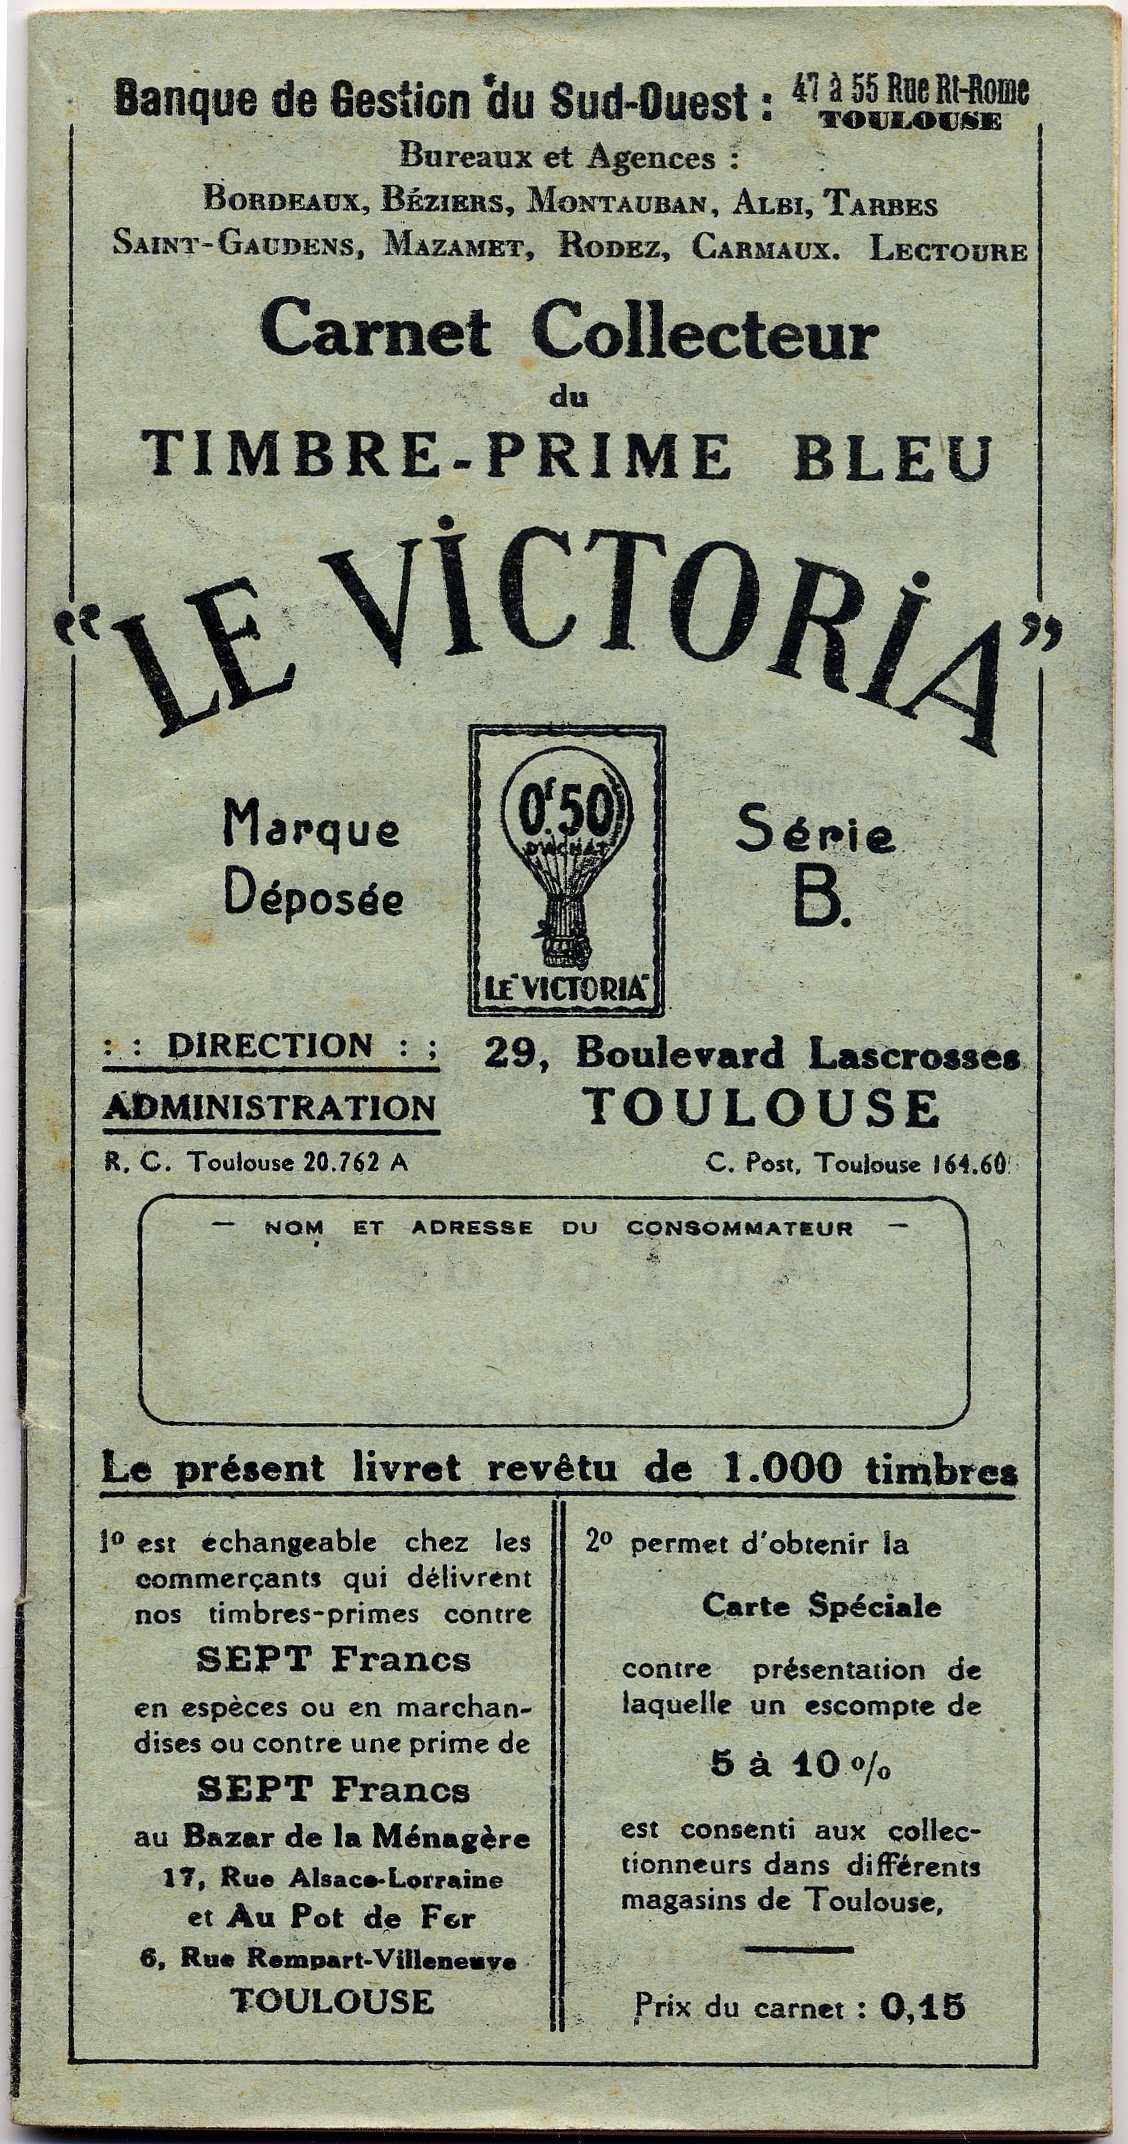 Banque de Gestion du Sud-Ouest : 47 à 55 Rue Rt-Rome
TOULOUSE
Bureaux et Agences :
BORDEAUX, BÉZIERS, MONTAUBAN, ALBI, TARBES
SAINT-GAUDENS, MAZAMET, RODEZ, CARMAUX. LECTOURE
Carnet Collecteur
du
TIMBRE-PRIME BLEU
“LE VICTORIA”
Marque
Déposée
0f.50
D'ACHAT
LE "VICTORIA"
Série
B.
: : DIRECTION : ;
ADMINISTRATION
29, Boulevard Lascrosses
TOULOUSE
R. C. Toulouse 20.762 A
C. Post, Toulouse 164.60
— NOM ET ADRESSE DU CONSOMMATEUR —
Le présent livret revêtu de 1.000 timbres
1º est échangeable chez les
commerçants qui délivrent
nos timbres-primes contre
SEPT Francs
en espèces ou en marchan-
dises ou contre une prime de
SEPT Francs
au Bazar de la Ménagère
17, Rue Alsace-Lorraine
et Au Pot de Fer
6, Rue Rempart-Villeneuve
TOULOUSE
2º permet d'obtenir la
Carte Spéciale
contre présentation de
laquelle un escompte de
5 à 10 %
est consenti aux collec-
tionneurs dans différents
magasins de Toulouse,
Prix du carnet : 0,15